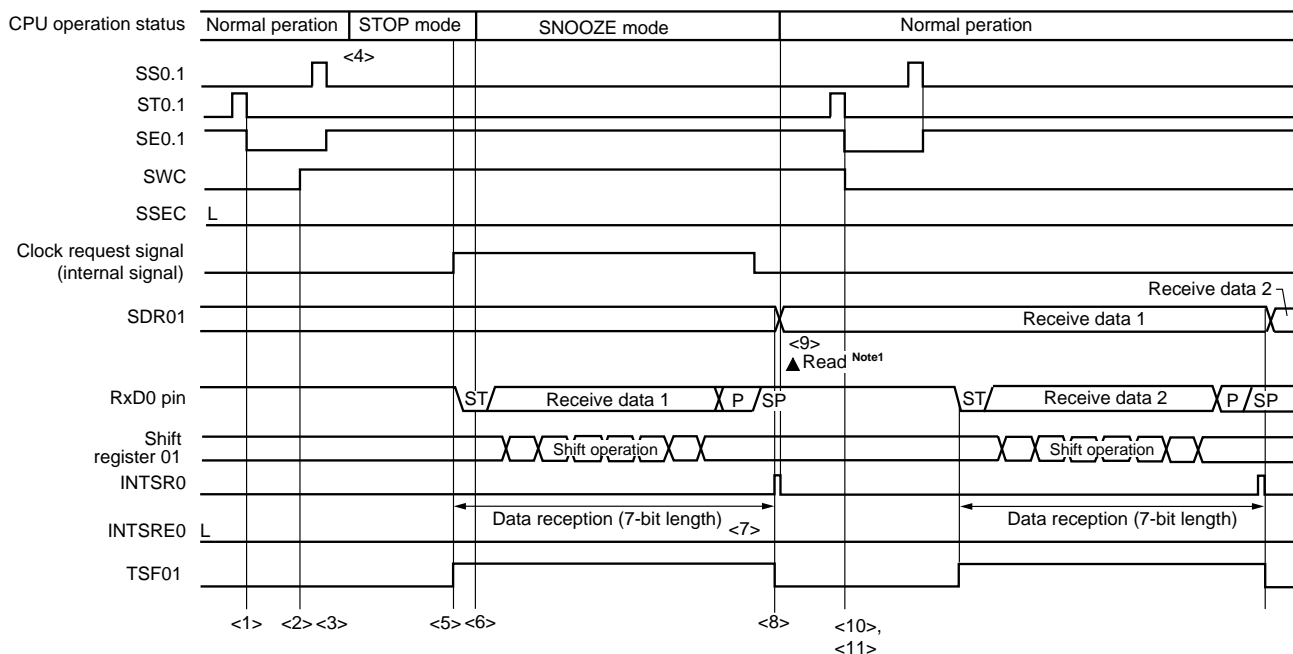 CPU operation status Normal peration STOP mode SNOOZE mode Normal peration
<4>
SS0.1
ST0.1
SE0.1
SWC
SSEC L
Clock request signal
(internal signal)
Receive data 2
SDR01 Receive data 1
<9>
▲Read Note1
RxD0 pin ST Receive data 1 P SP ST Receive data 2 P SP
Shift
register 01 Shift operation Shift operation
INTSR0
Data reception (7-bit length) Data reception (7-bit length)
INTSRE0 L <7>
TSF01
<1> <2> <3> <5> <6> <8> <10>,
<11>